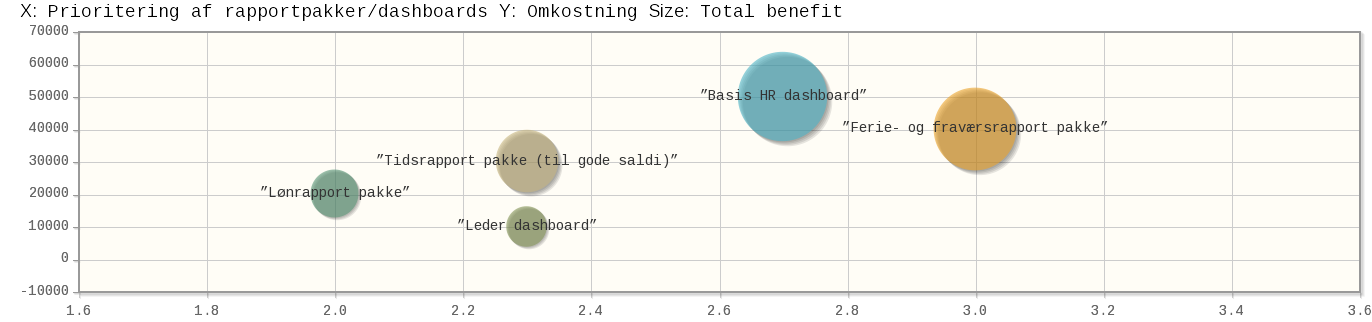 X: Prioritering af rapportpakker/dashboards Y: Omkostning Size: Total benefit
70000
60000
50000
40000
30000
20000
10000
0
-10000
”Basis HR dashboard”
”Ferie- og fraværsrapport pakke”
”Tidsrapport pakke (til gode saldi)”
”Lønrapport pakke”
”Leder dashboard”
1.6 1.8 2.0 2.2 2.4 2.6 2.8 3.0 3.2 3.4 3.6